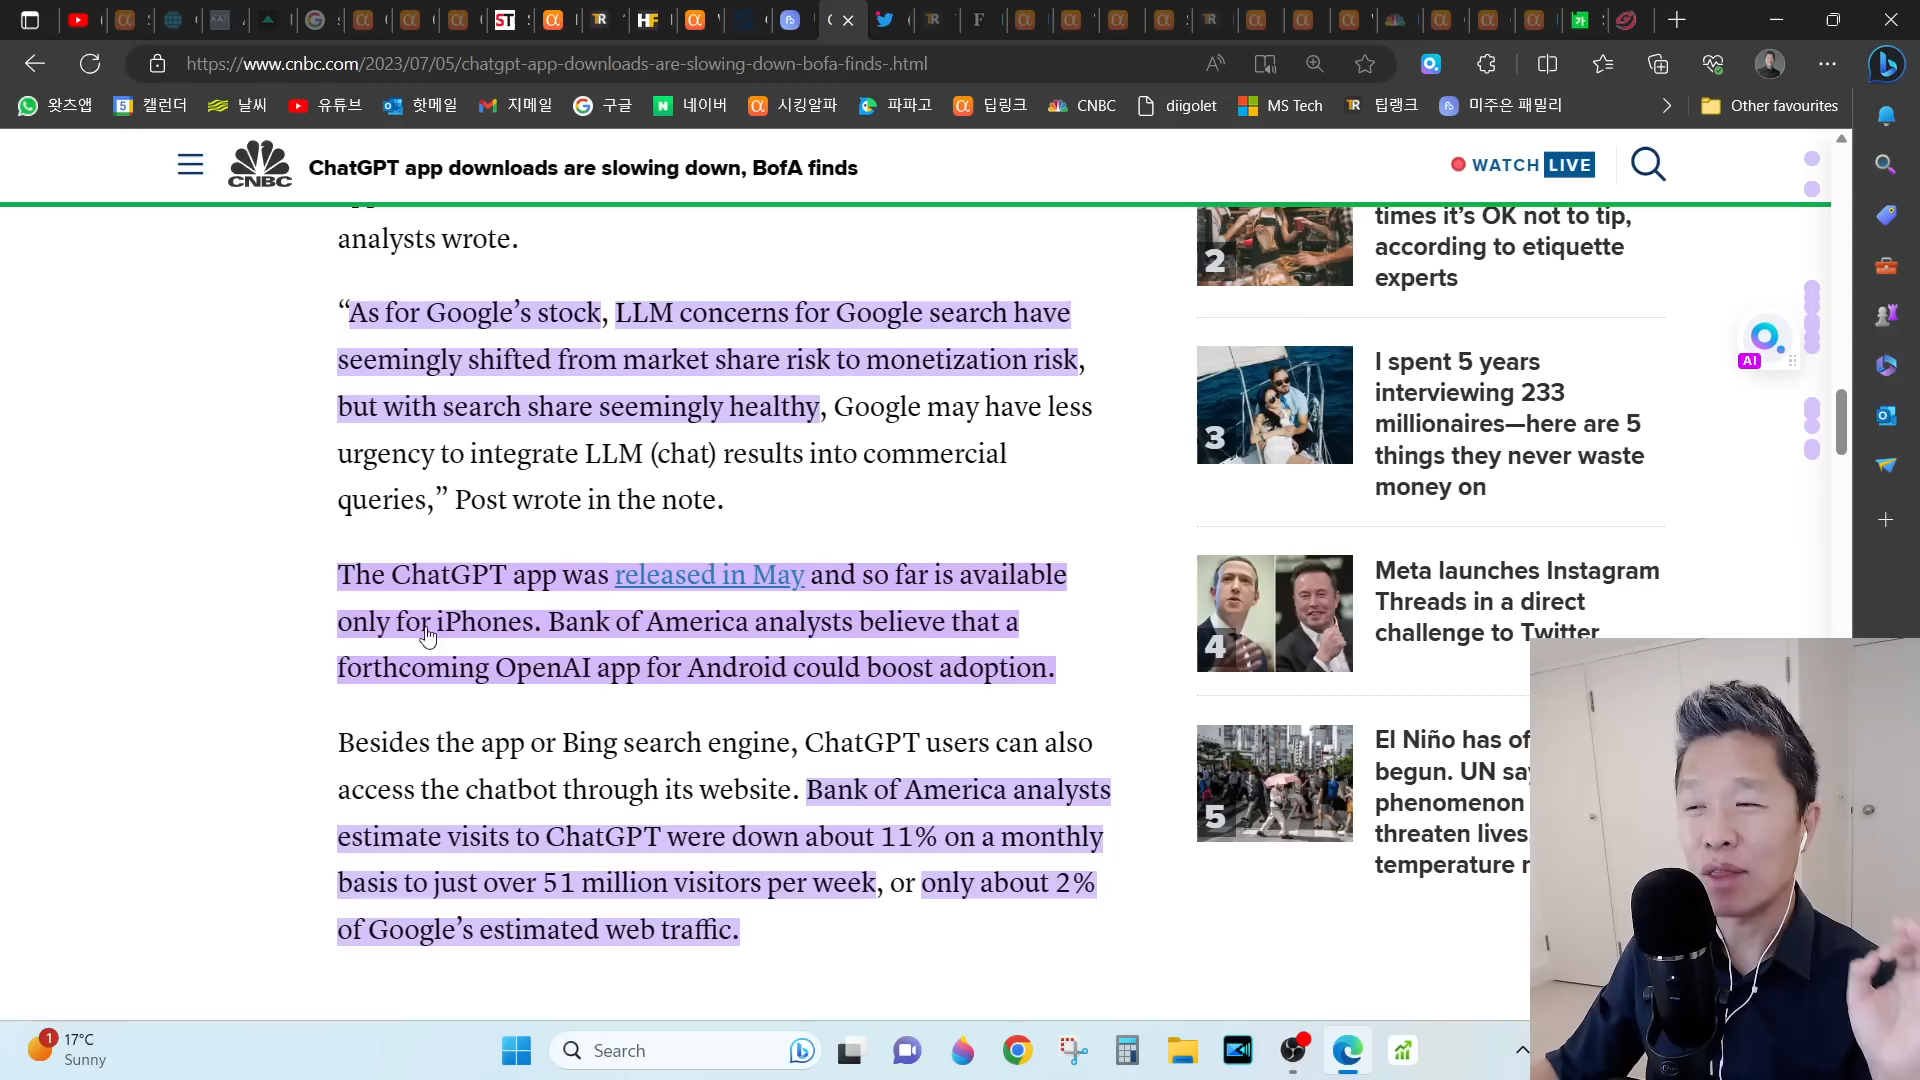 https://www.cnbc.com/2023/07/05/chatgpt-app-downloads-are-slowing-down-bofa-finds-.html
왓츠앱
캘린더
날씨
유튜브
핫메일
지메일
구글
네이버
시킹알파
파파고
딥링크
CNBC
diigolet
MS Tech
팁랭크
미주은 패밀리
Other favourites
CNBC
ChatGPT app downloads are slowing down, BofA finds
WATCH LIVE
analysts wrote.
“As for Google’s stock, LLM concerns for Google search have
seemingly shifted from market share risk to monetization risk,
but with search share seemingly healthy, Google may have less
urgency to integrate LLM (chat) results into commercial
queries,” Post wrote in the note.
The ChatGPT app was released in May and so far is available
only for iPhones. Bank of America analysts believe that a
forthcoming OpenAI app for Android could boost adoption.
Besides the app or Bing search engine, ChatGPT users can also
access the chatbot through its website. Bank of America analysts
estimate visits to ChatGPT were down about 11% on a monthly
basis to just over 51 million visitors per week, or only about 2%
of Google’s estimated web traffic.
2
times it’s OK not to tip,
according to etiquette
experts
3
I spent 5 years
interviewing 233
millionaires—here are 5
things they never waste
money on
4
Meta launches Instagram
Threads in a direct
challenge to Twitter
5
El Niño has of
begun. UN sa
phenomenon
threaten lives,
temperature r
AI
1
17°C
Sunny
Search